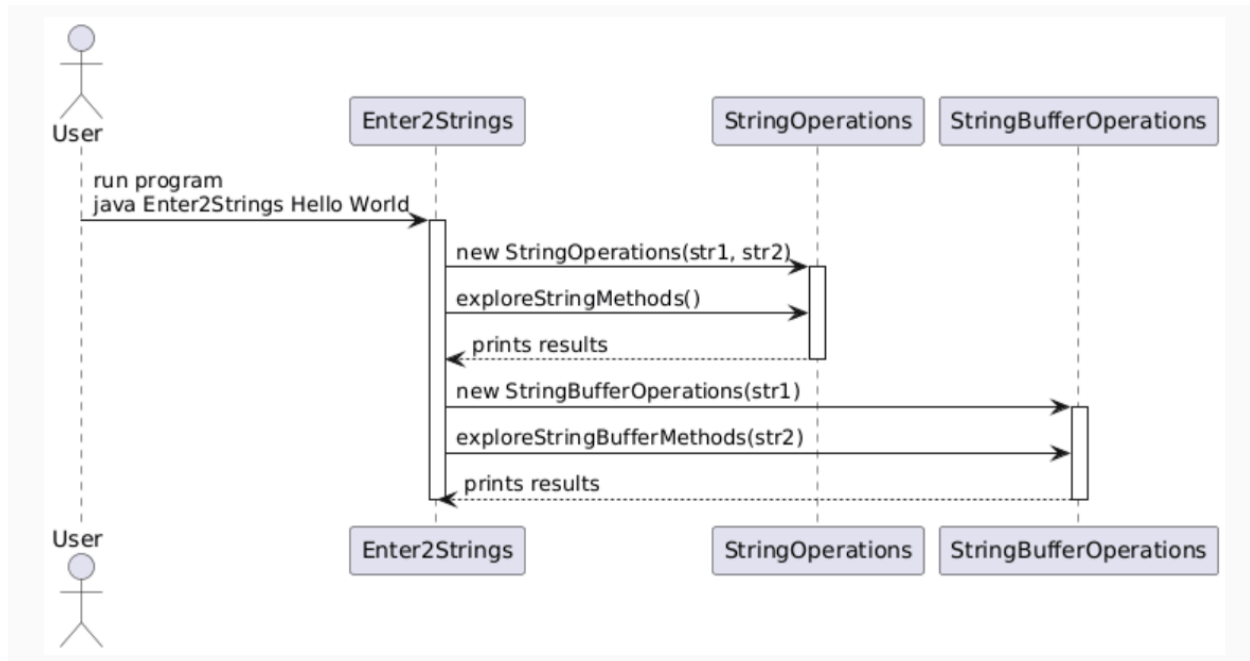 User
Enter2Strings
StringOperations
StringBufferOperations
run program
java Enter2Strings Hello World
new StringOperations(str1, str2)
exploreStringMethods()
prints results
new StringBufferOperations(str1)
exploreStringBufferMethods(str2)
prints results
User
Enter2Strings
StringOperations
StringBufferOperations